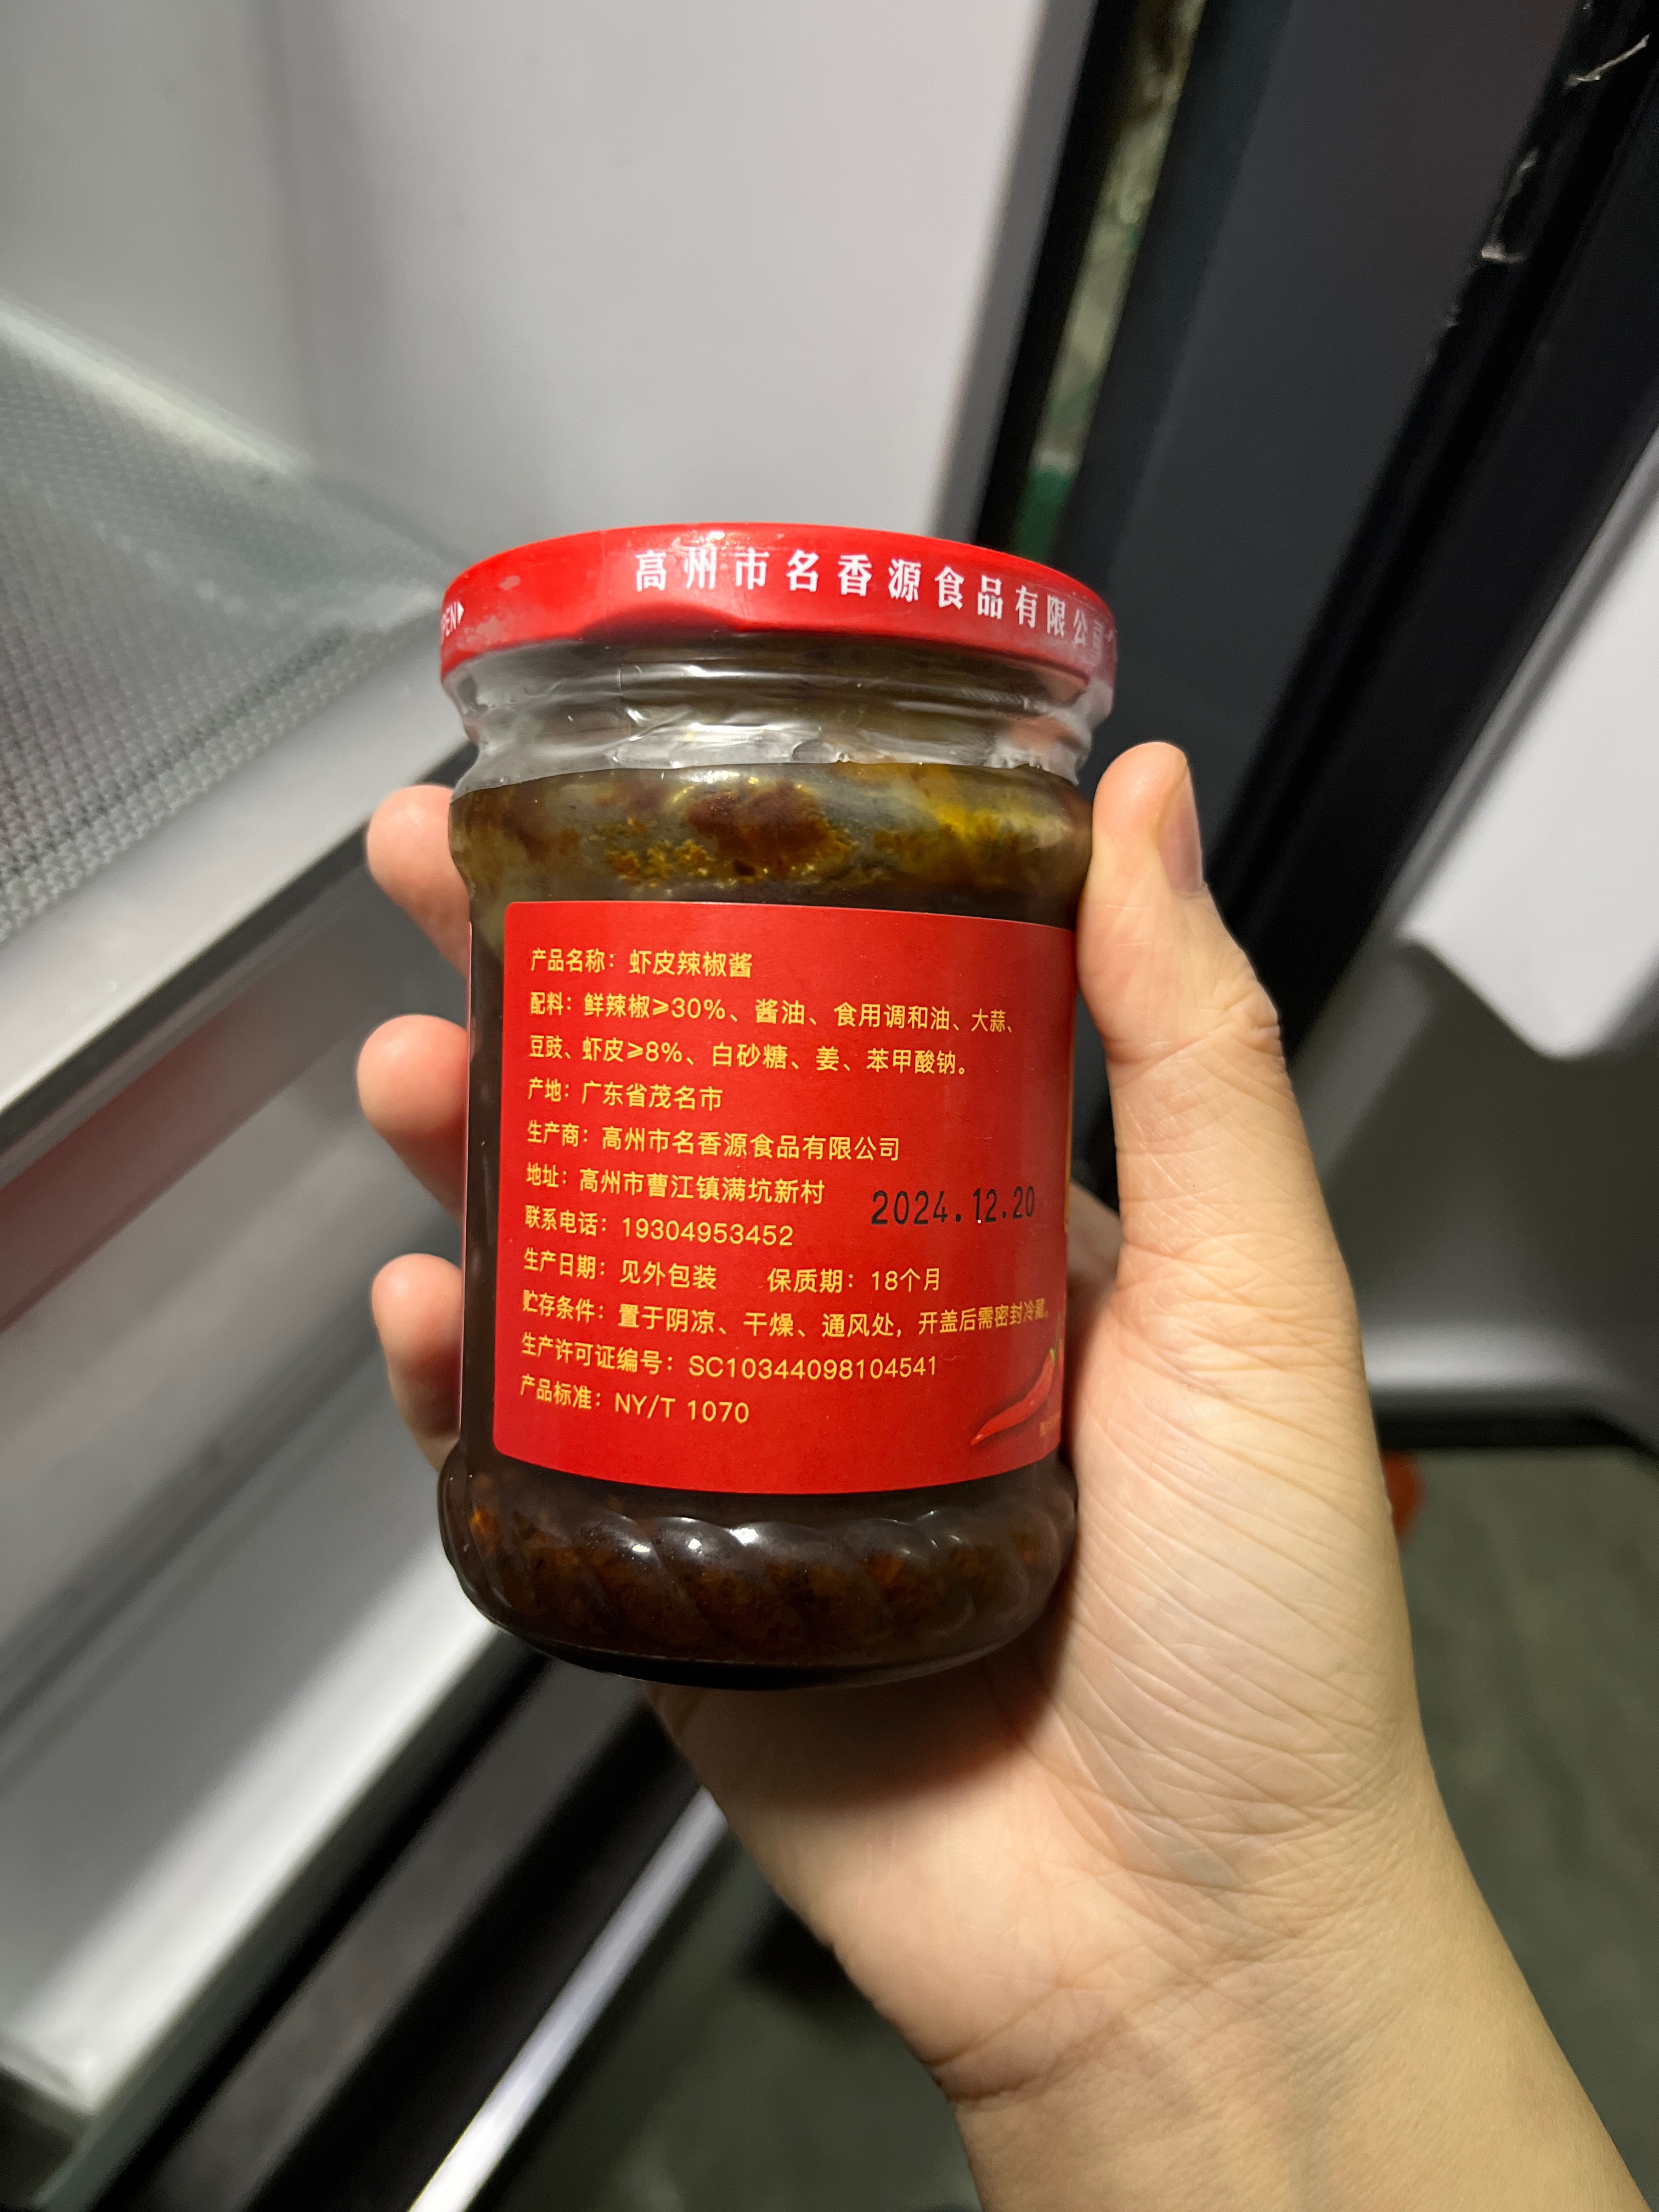 高州市名香源食品有限公司
产品名称：虾皮辣椒酱
配料：鲜辣椒≥30%、酱油、食用调和油、大蒜、
豆豉、虾皮≥8%、白砂糖、姜、苯甲酸钠。
产地：广东省茂名市
生产商：高州市名香源食品有限公司
地址：高州市曹江镇满坑新村
2024.12.20
联系电话：19304953452
生产日期：见外包装 保质期：18个月
贮存条件：置于阴凉、干燥、通风处，开盖后需密封冷藏。
生产许可证编号：SC10344098104541
产品标准：NY/T 1070